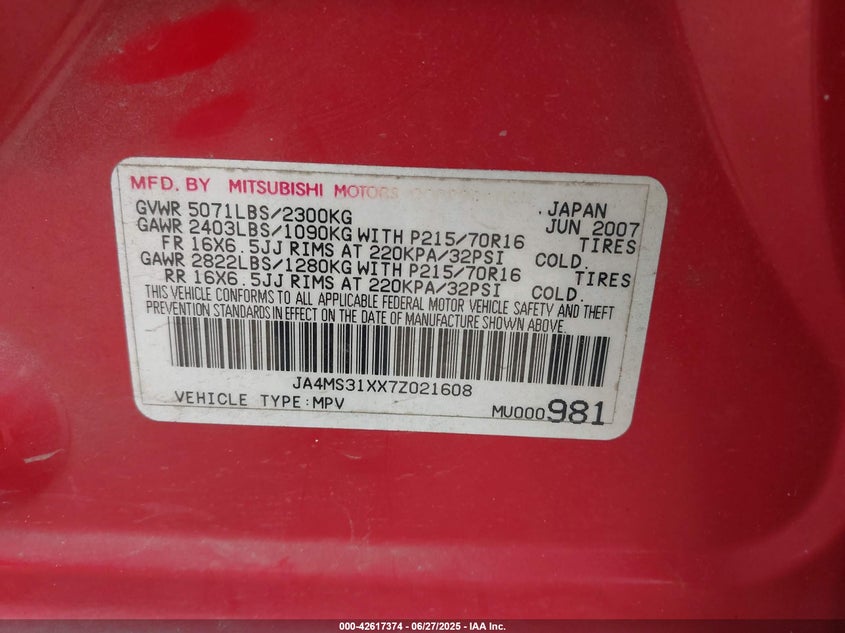 MFD. BY MITSUBISHI MOTORS
JAPAN
GVWR 5071LBS/2300KG JUN 2007
GAWR 2403LBS/1090KG WITH P215/70R16 TIRES
FR 16X6.5JJ RIMS AT 220KPA/32PSI COLD.
GAWR 2822LBS/1280KG WITH P215/70R16 TIRES
RR 16X6.5JJ RIMS AT 220KPA/32PSI COLD.
THIS VEHICLE CONFORMS TO ALL APPLICABLE FEDERAL MOTOR VEHICLE SAFETY AND THEFT
PREVENTION STANDARDS IN EFFECT ON THE DATE OF MANUFACTURE SHOWN ABOVE.
JA4MS31XX7Z021608
VEHICLE TYPE:MPV MU000981
000-42617374 | 06/27/2025 - IAA Inc.